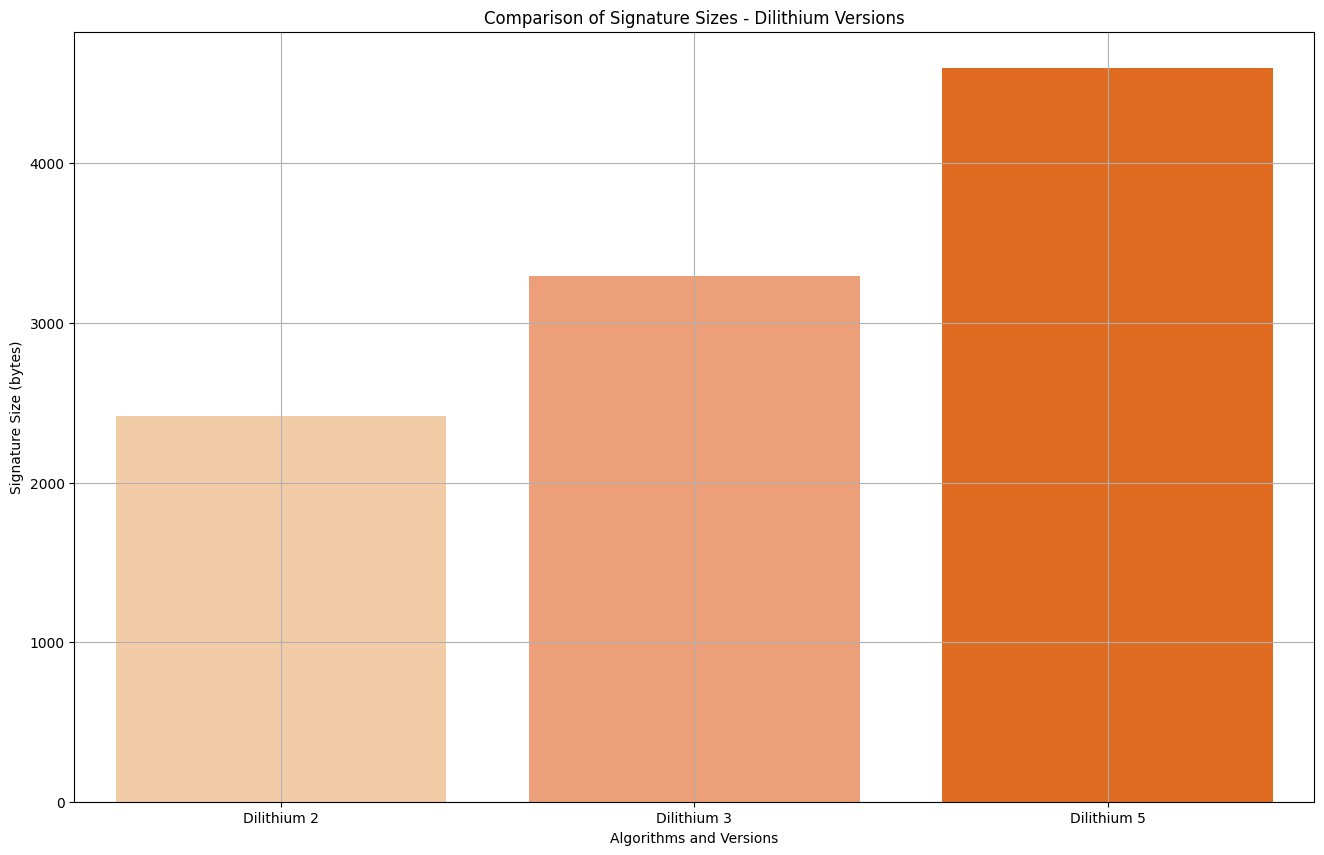 Comparison of Signature Sizes - Dilithium Versions
Signature Size (bytes)
4000
3000
2000
1000
0
Dilithium 2
Dilithium 3
Dilithium 5
Algorithms and Versions